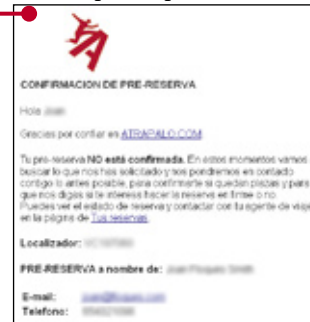 CONFIRMACION DE PRE-RESERVA
Hola
Gracias por confiar en ATRAPALO.COM
Tu pre-reserva NO está confirmada. En estos momentos vamos
buscar lo que nos has solicitado y nos pondremos en contacto
contigo lo antes posible, para confirmarte si quedan plazas y para
que nos digas si te interesa hacer la reserva en firme o no.
Puedes ver el estado de reserva y contactar con tu agente de viaje
en la página de Tus reservas.
Localizador:
PRE-RESERVA a nombre de:
E-mail:
Telefono: